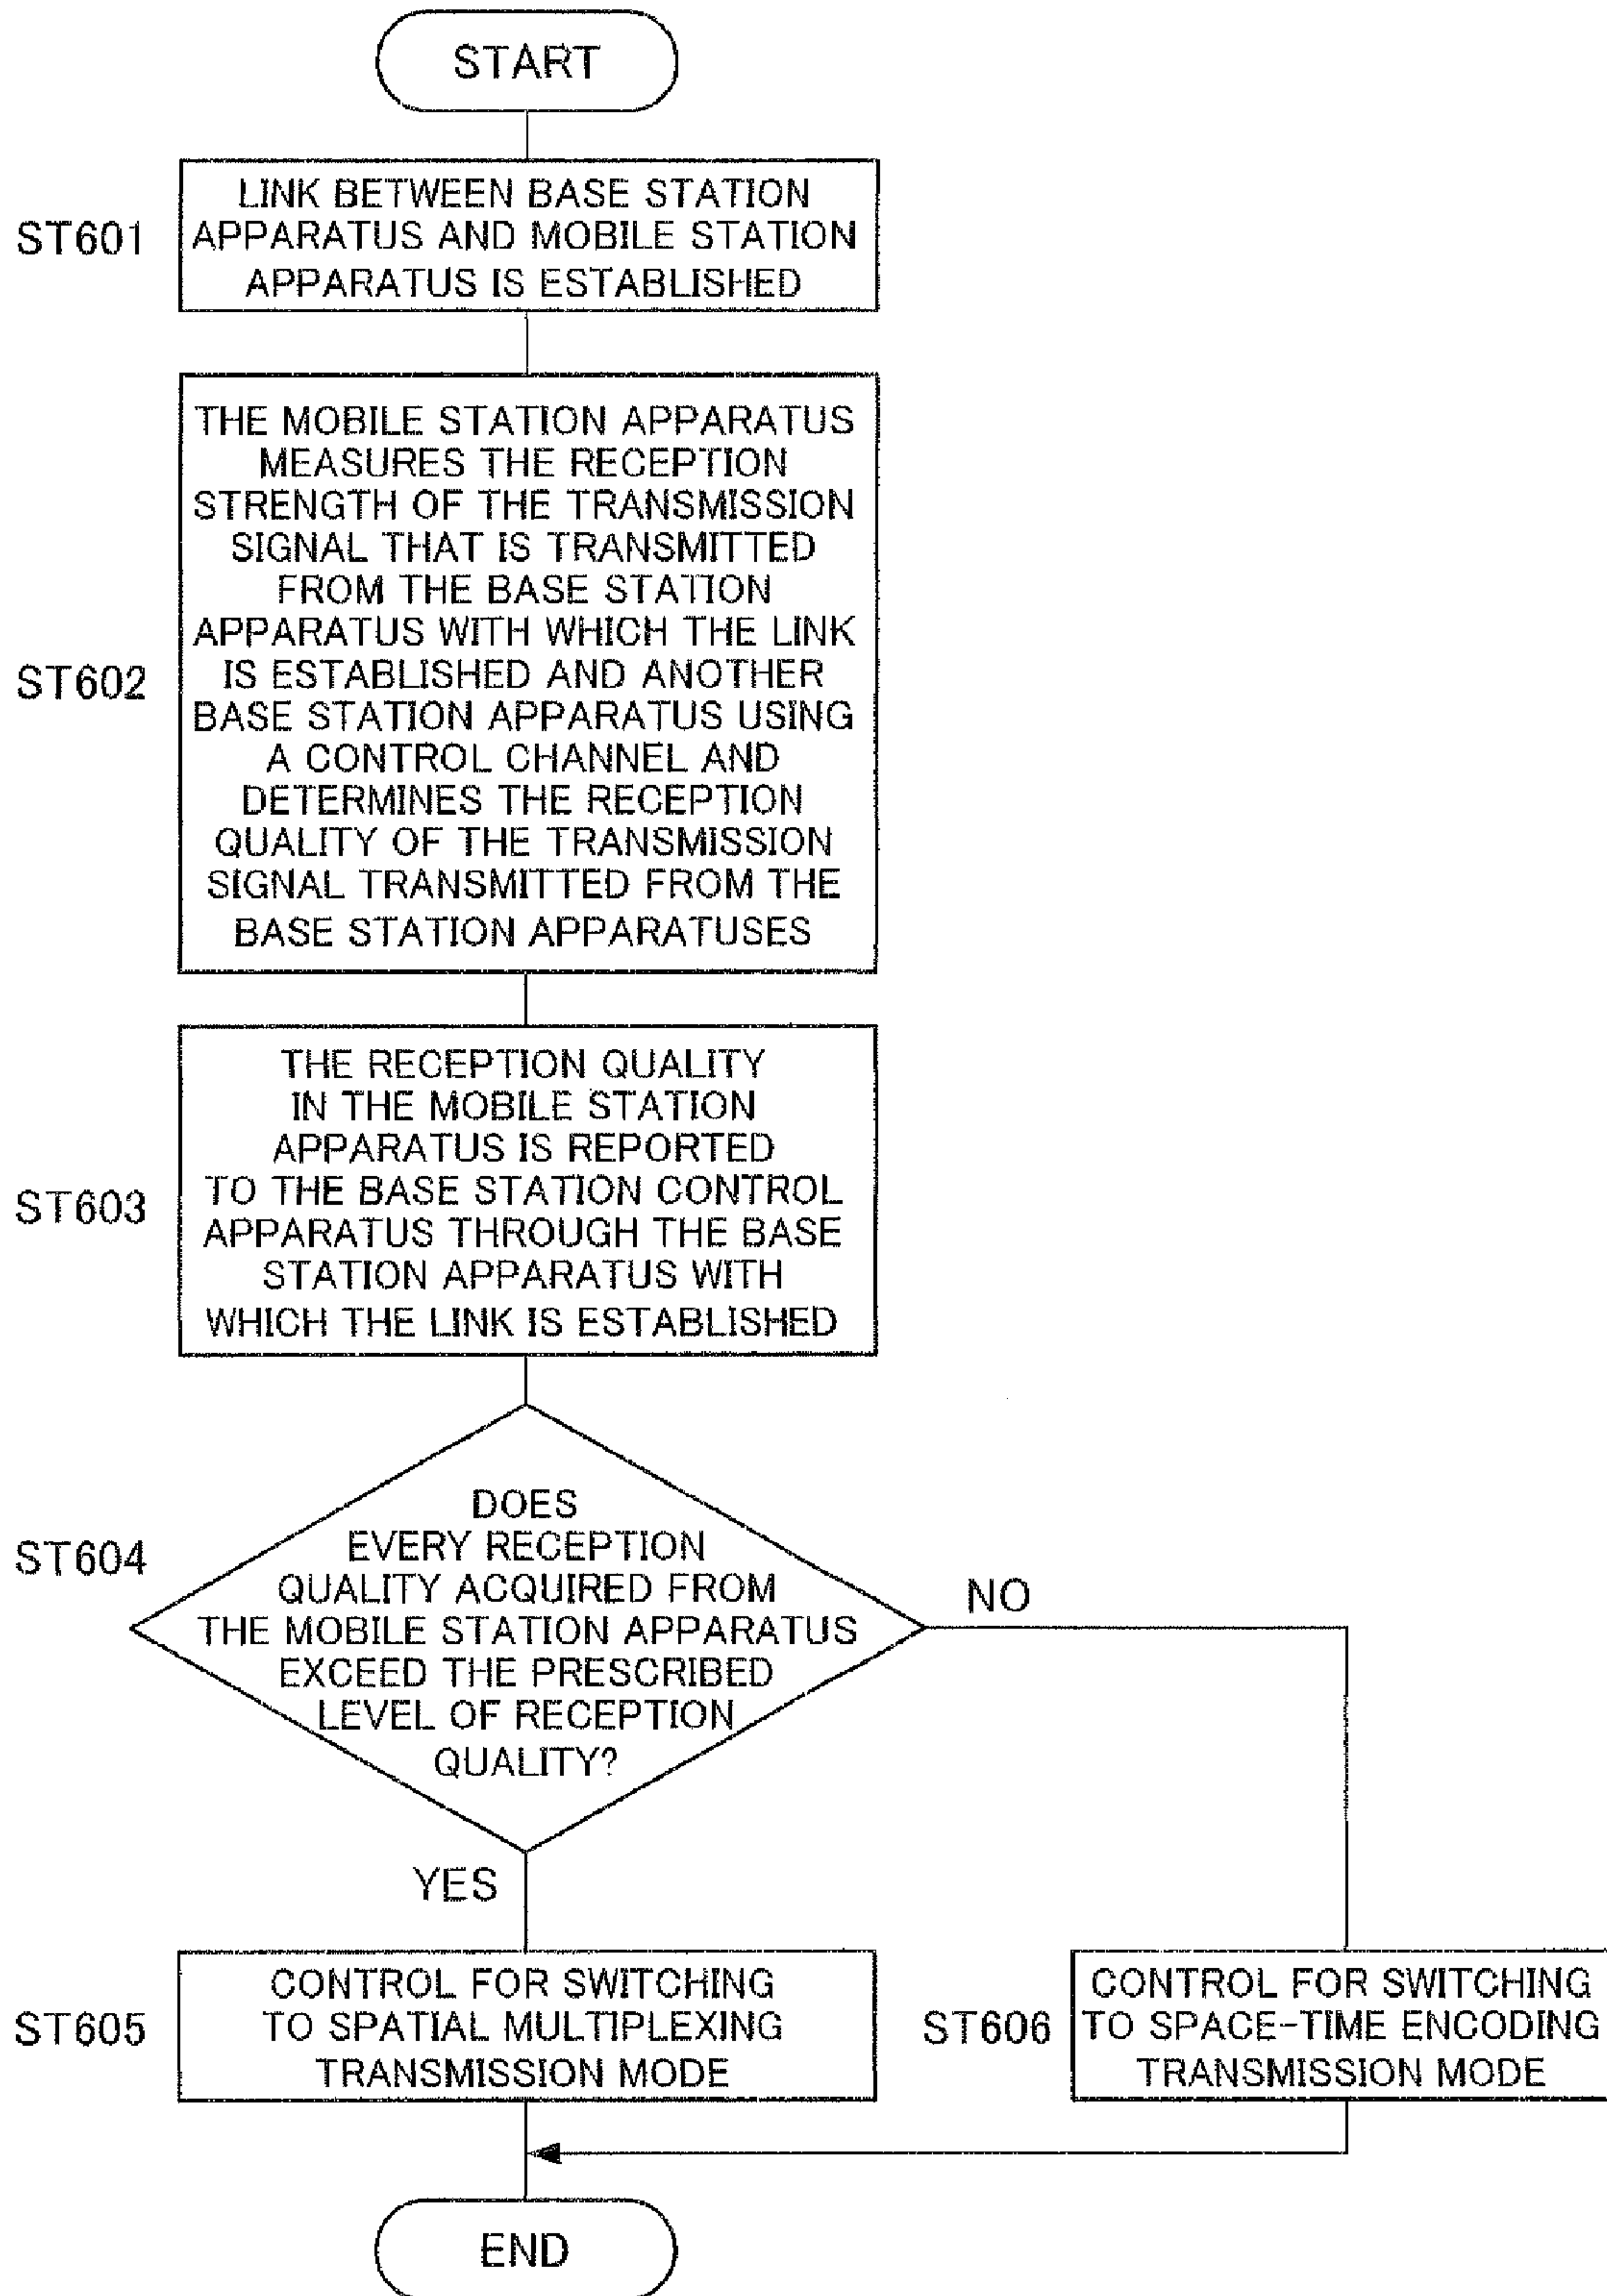 START
ST601
LINK BETWEEN BASE STATION
APPARATUS AND MOBILE STATION
APPARATUS IS ESTABLISHED
ST602
THE MOBILE STATION APPARATUS
MEASURES THE RECEPTION
STRENGTH OF THE TRANSMISSION
SIGNAL THAT IS TRANSMITTED
FROM THE BASE STATION
APPARATUS WITH WHICH THE LINK
IS ESTABLISHED AND ANOTHER
BASE STATION APPARATUS USING
A CONTROL CHANNEL AND
DETERMINES THE RECEPTION
QUALITY OF THE TRANSMISSION
SIGNAL TRANSMITTED FROM THE
BASE STATION APPARATUSES
ST603
THE RECEPTION QUALITY
IN THE MOBILE STATION
APPARATUS IS REPORTED
TO THE BASE STATION CONTROL
APPARATUS THROUGH THE BASE
STATION APPARATUS WITH
WHICH THE LINK IS ESTABLISHED
ST604
DOES
EVERY RECEPTION
QUALITY ACQUIRED FROM
THE MOBILE STATION APPARATUS
EXCEED THE PRESCRIBED
LEVEL OF RECEPTION
QUALITY?
NO
YES
ST605
CONTROL FOR SWITCHING
TO SPATIAL MULTIPLEXING
TRANSMISSION MODE
ST606
CONTROL FOR SWITCHING
TO SPACE-TIME ENCODING
TRANSMISSION MODE
END